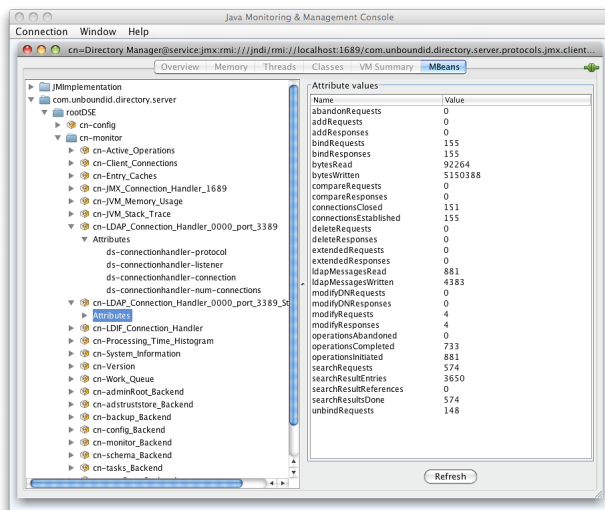 Java Monitoring & Management Console
Connection Window Help
cn=Directory Manager@service:jmx:rmi:///jndi/rmi://localhost:1689/com.unboundid.directory.server.protocols.jmx.client...
Overview Memory Threads Classes VM Summary MBeans
JMImplementation
com.unboundid.directory.server
rootDSE
cn-config
cn-monitor
cn-Active_Operations
cn-Client_Connections
cn-Entry_Caches
cn-JMX_Connection_Handler_1689
cn-JVM_Memory_Usage
cn-JVM_Stack_Trace
cn-LDAP_Connection_Handler_0000_port_3389
Attributes
ds-connectionhandler-protocol
ds-connectionhandler-listener
ds-connectionhandler-connection
ds-connectionhandler-num-connections
cn-LDAP_Connection_Handler_0000_port_3389_St
Attributes
cn-LDIF_Connection_Handler
cn-Processing_Time_Histogram
cn-System_Information
cn-Version
cn-Work_Queue
cn-adminRoot_Backend
cn-adstruststore_Backend
cn-backup_Backend
cn-config_Backend
cn-monitor_Backend
cn-schema_Backend
cn-tasks_Backend
Attribute values
Name Value
abandonRequests 0
addRequests 0
addResponses 0
bindRequests 155
bindResponses 155
bytesRead 92264
bytesWritten 5150388
compareRequests 0
compareResponses 0
connectionsClosed 151
connectionsEstablished 155
deleteRequests 0
deleteResponses 0
extendedRequests 0
extendedResponses 0
ldapMessagesRead 881
ldapMessagesWritten 4383
modifyDNRequests 0
modifyDNResponses 0
modifyRequests 4
modifyResponses 4
operationsAbandoned 0
operationsCompleted 733
operationsInitiated 881
searchRequests 574
searchResultEntries 3650
searchResultReferences 0
searchResultsDone 574
unbindRequests 148
Refresh